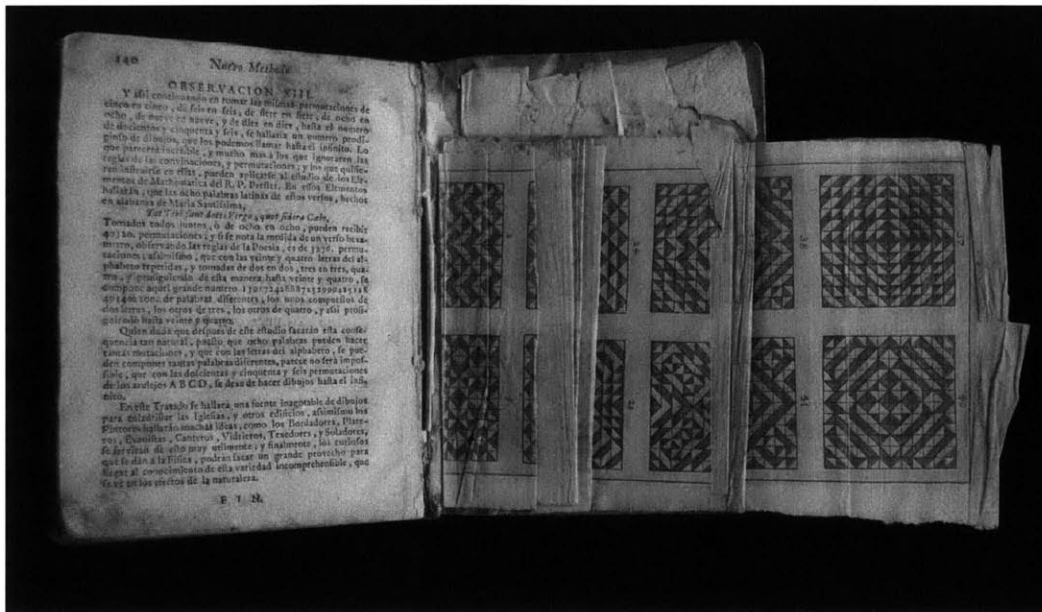 140 Nuevo Methodo
OBSERVACION XIII.
Y assi continuando en tomar las mismas permutaciones de
cinco en cinco, de seis en seis, de siete en siete, de ocho en
ocho, de nueve en nueve, y de diez en diez, hasta el numero
de docientos y cinquenta y seis, se hallarà un numero prodi-
gioso de dibujos, que los podemos llamar hasta el infinito. Lo
que parecerà increible, y mucho mas à los que ignoraren las
reglas de las convinaciones, y permutaciones; y los que quisie-
ren instruirse en ellas, pueden aplicarse al estudio de los Ele-
mentos de Mathematica del R. P. Prestet. En estos Elementos
hallaràn, que las ocho palabras latinas de estos versos, hechos
en alabanza de Maria Santissima,
Tot Tibi sunt dotes Virgo, quot sidera Cælo,
Tomados todos juntos, ò de ocho en ocho, pueden recibir
permutaciones; y si se nota la medida de un verso hexa-
metro, observando las reglas de la Poesia, es de permu-
taciones; assimismo, que con las veinte y quatro letras del al-
phabeto repetidas, y tomadas de dos en dos, tres en tres, qua-
tro, y prosiguiendo de esta manera hasta veinte y quatro, se
compone aquel grande numero
de palabras diferentes, los unos compuestos de
dos letras, los otros de tres, los otros de quatro, y assi prosi-
guiendo hasta veinte y quatro.
Quien duda que despues de este estudio sacaràn esta conse-
quencia tan natural, puesto que ocho palabras pueden hacer
tantas mutaciones, y que con las letras del alphabeto, se pue-
den componer tantas palabras diferentes, parece no serà impos-
sible, que con las docientas y cinquenta y seis permutaciones
de los azulejos A B C D, se dexa de hacer dibujos hasta el infi-
nito.
En este Tratado se hallarà una fuente inagotable de dibujos
para enladrillar las Iglesias, y otros edificios, assimismo los
Pintores hallaràn muchas ideas, como los Bordadores, Plate-
ros, Evanistas, Canteros, Vidrieros, Texedores, y Soladores,
se serviràn de esto muy utilmente; y finalmente, los curiosos
que se dàn à la Fisica, podràn sacar un grande provecho para
llegar al conocimiento de esta variedad incomprehensible, que
se vè en los efectos de la naturaleza.
F I N.